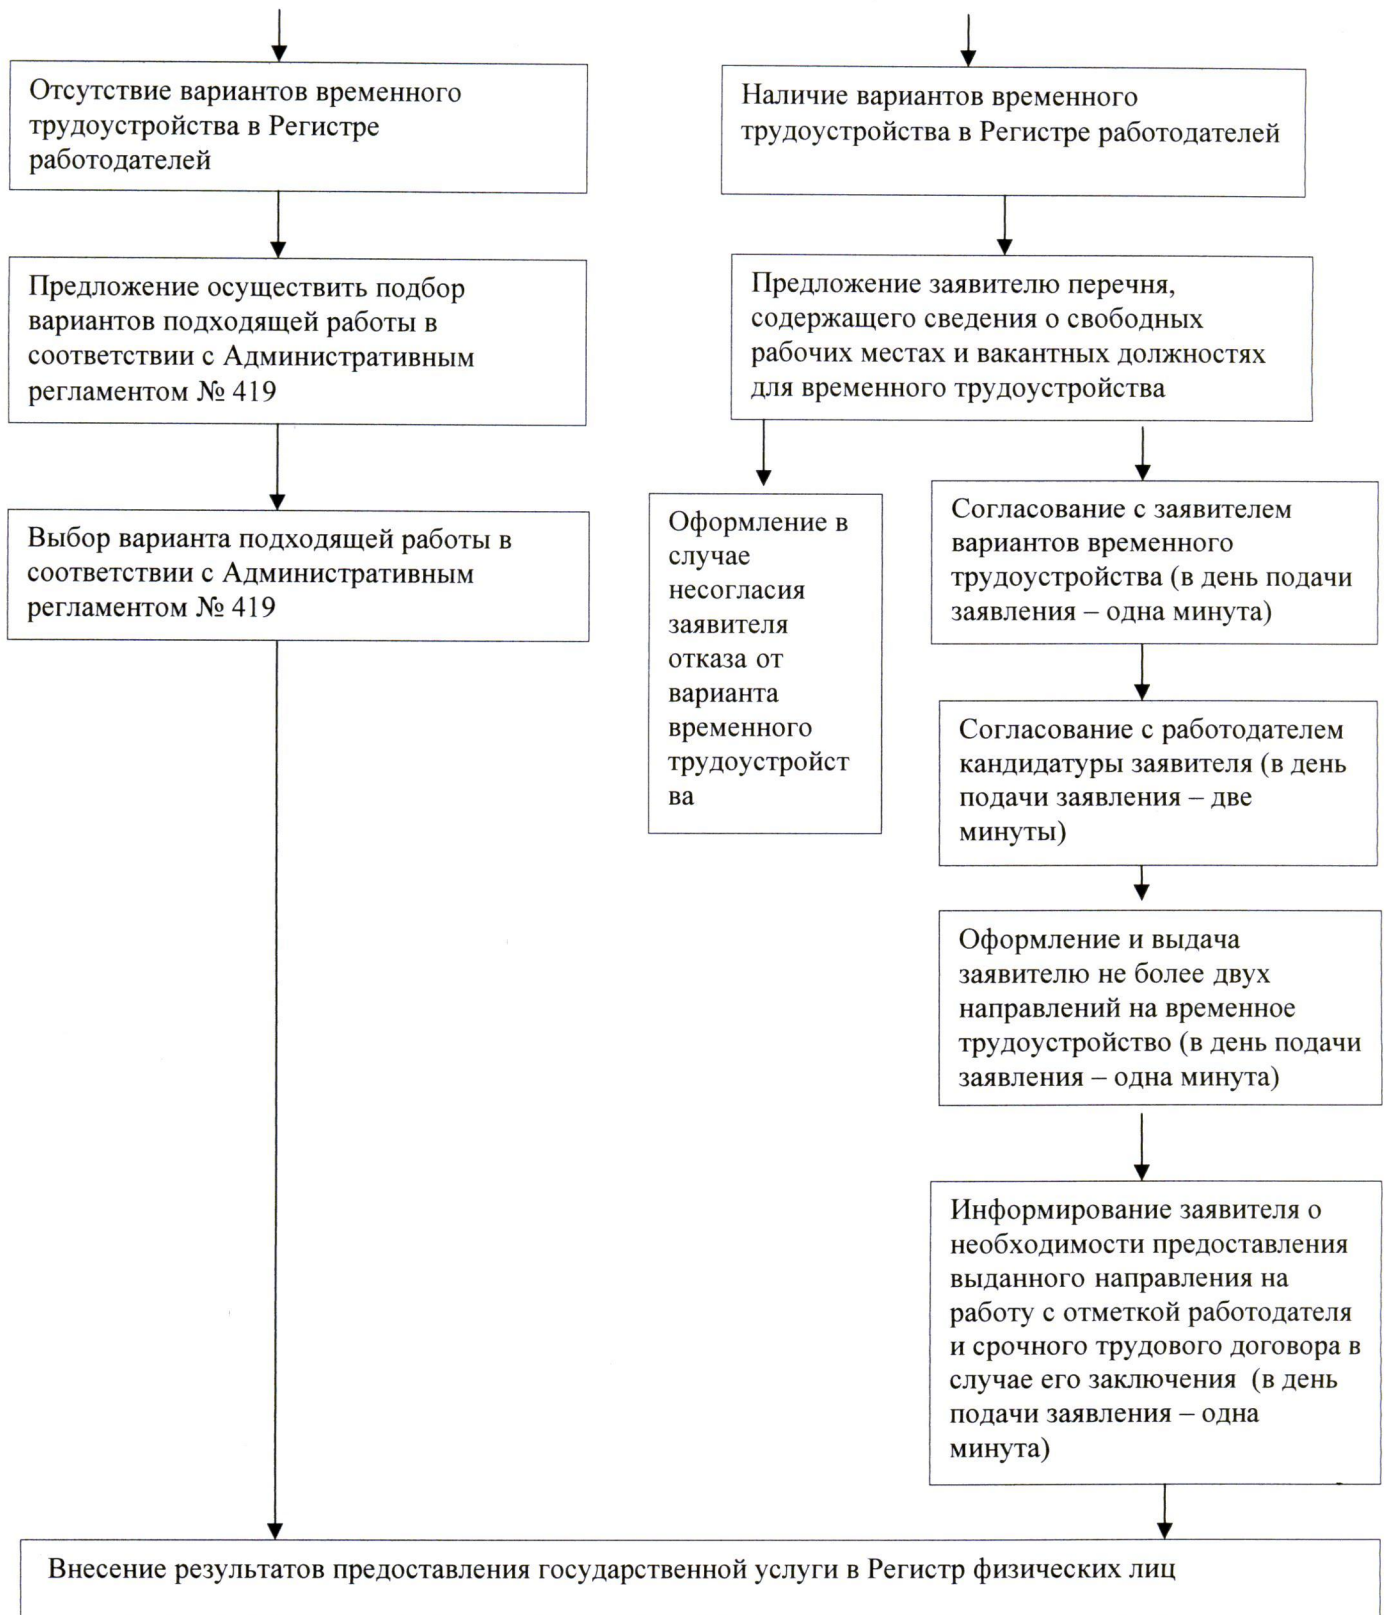 Отсутствие вариантов временного
трудоустройства в Регистре
работодателей
Наличие вариантов временного
трудоустройства в Регистре работодателей
Предложение осуществить подбор
вариантов подходящей работы в
соответствии с Административным
регламентом № 419
Предложение заявителю перечня,
содержащего сведения о свободных
рабочих местах и вакантных должностях
для временного трудоустройства
Выбор варианта подходящей работы в
соответствии с Административным
регламентом № 419
Оформление в
случае
несогласия
заявителя
отказа от
варианта
временного
трудоустройст
ва
Согласование с заявителем
вариантов временного
трудоустройства (в день подачи
заявления – одна минута)
Согласование с работодателем
кандидатуры заявителя (в день
подачи заявления – две
минуты)
Оформление и выдача
заявителю не более двух
направлений на временное
трудоустройство (в день подачи
заявления – одна минута)
Информирование заявителя о
необходимости предоставления
выданного направления на
работу с отметкой работодателя
и срочного трудового договора в
случае его заключения  (в день
подачи заявления – одна
минута)
Внесение результатов предоставления государственной услуги в Регистр физических лиц